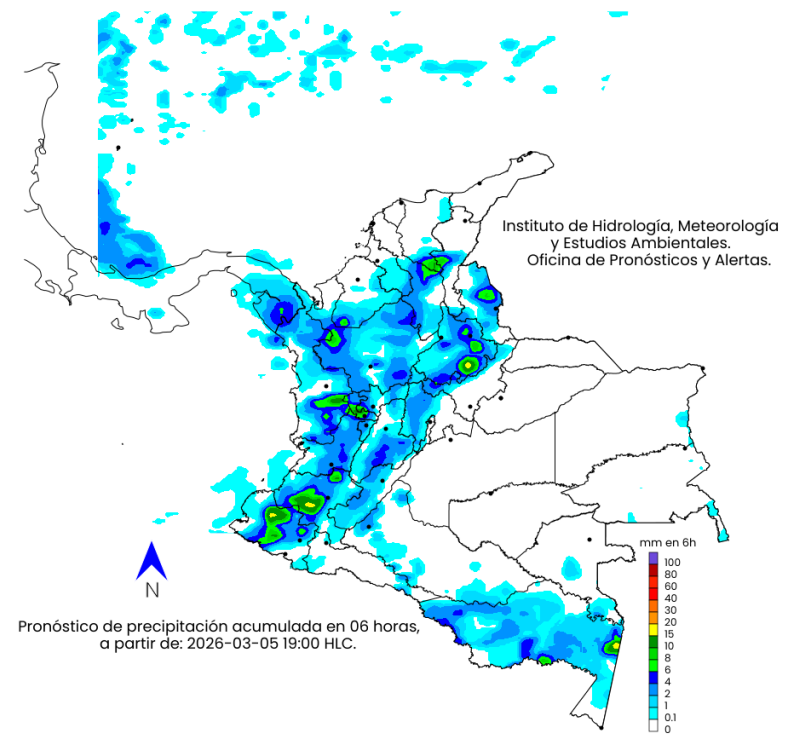 Instituto de Hidrología, Meteorología
y Estudios Ambientales.
Oficina de Pronósticos y Alertas.
mm en 6h
100
80
60
40
30
20
15
10
8
6
4
2
1
0.1
0
N
Pronóstico de precipitación acumulada en 06 horas,
a partir de: 2026-03-05 19:00 HLC.